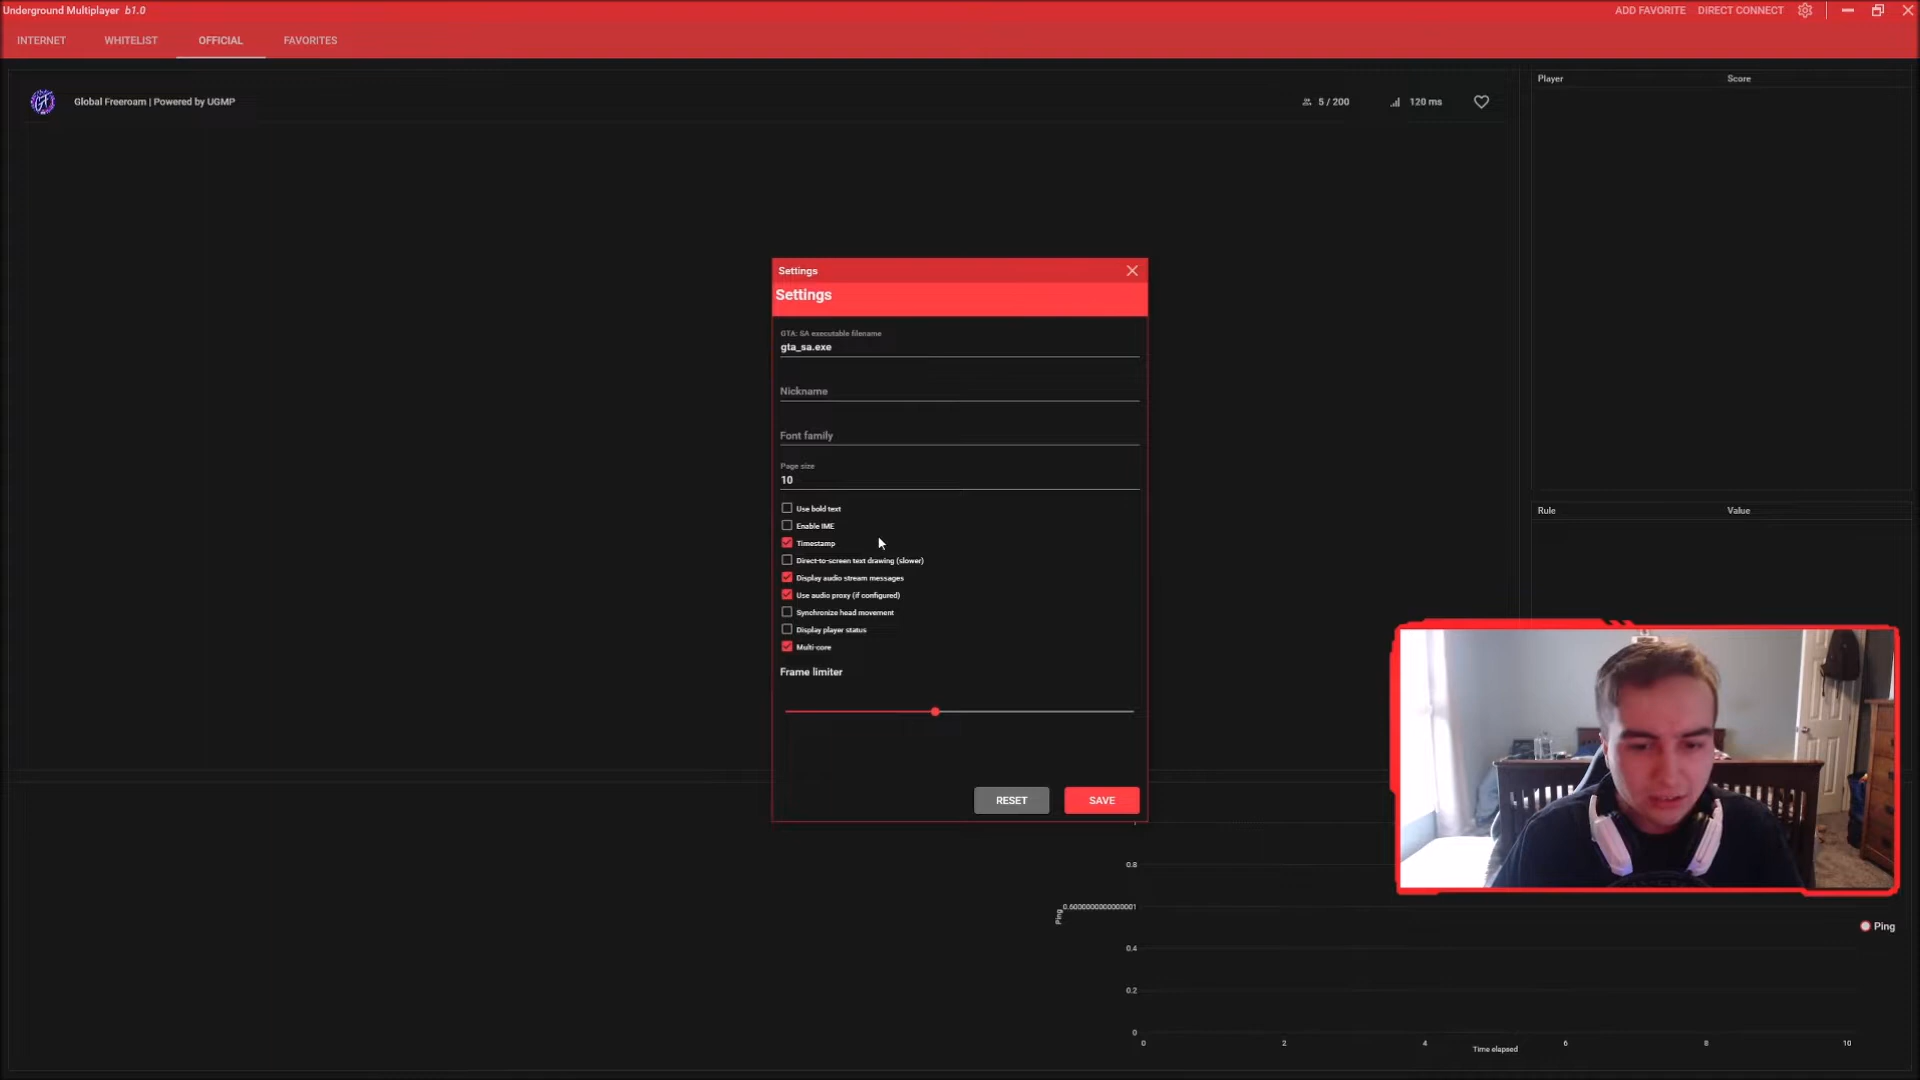 Underground Multiplayer b1.0
ADD FAVORITE DIRECT CONNECT
INTERNET WHITELIST OFFICIAL FAVORITES
Player Score
Global Freeroam | Powered by UGMP 5 / 200 120 ms
Settings
Settings
GTA: SA executable filename
gta_sa.exe
Nickname
Font family
Page size
10
Use bold text
Enable IME
Timestamp
Direct-to-screen text drawing (slower)
Display audio stream messages
Use audio proxy (if configured)
Synchronize head movement
Display player status
Multi-core
Frame limiter
RESET SAVE
Rule Value
0.8
0.6000000000000001
0.4
0.2
0
Ping
0 2 4 6 8 10
Time elapsed
Ping